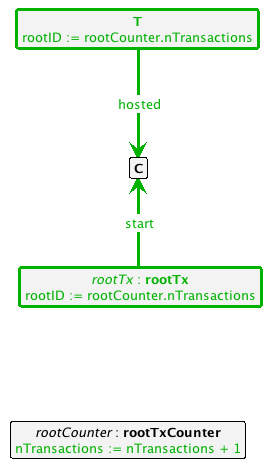 T
rootID := rootCounter.nTransactions
hosted
C
start
rootTx : rootTx
rootID := rootCounter.nTransactions
rootCounter : rootTxCounter
nTransactions := nTransactions + 1